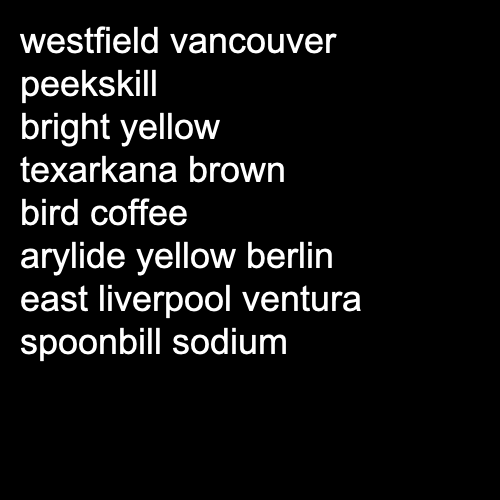 westfield vancouver
peekskill
bright yellow
texarkana brown
bird coffee
arylide yellow berlin
east liverpool ventura
spoonbill sodium